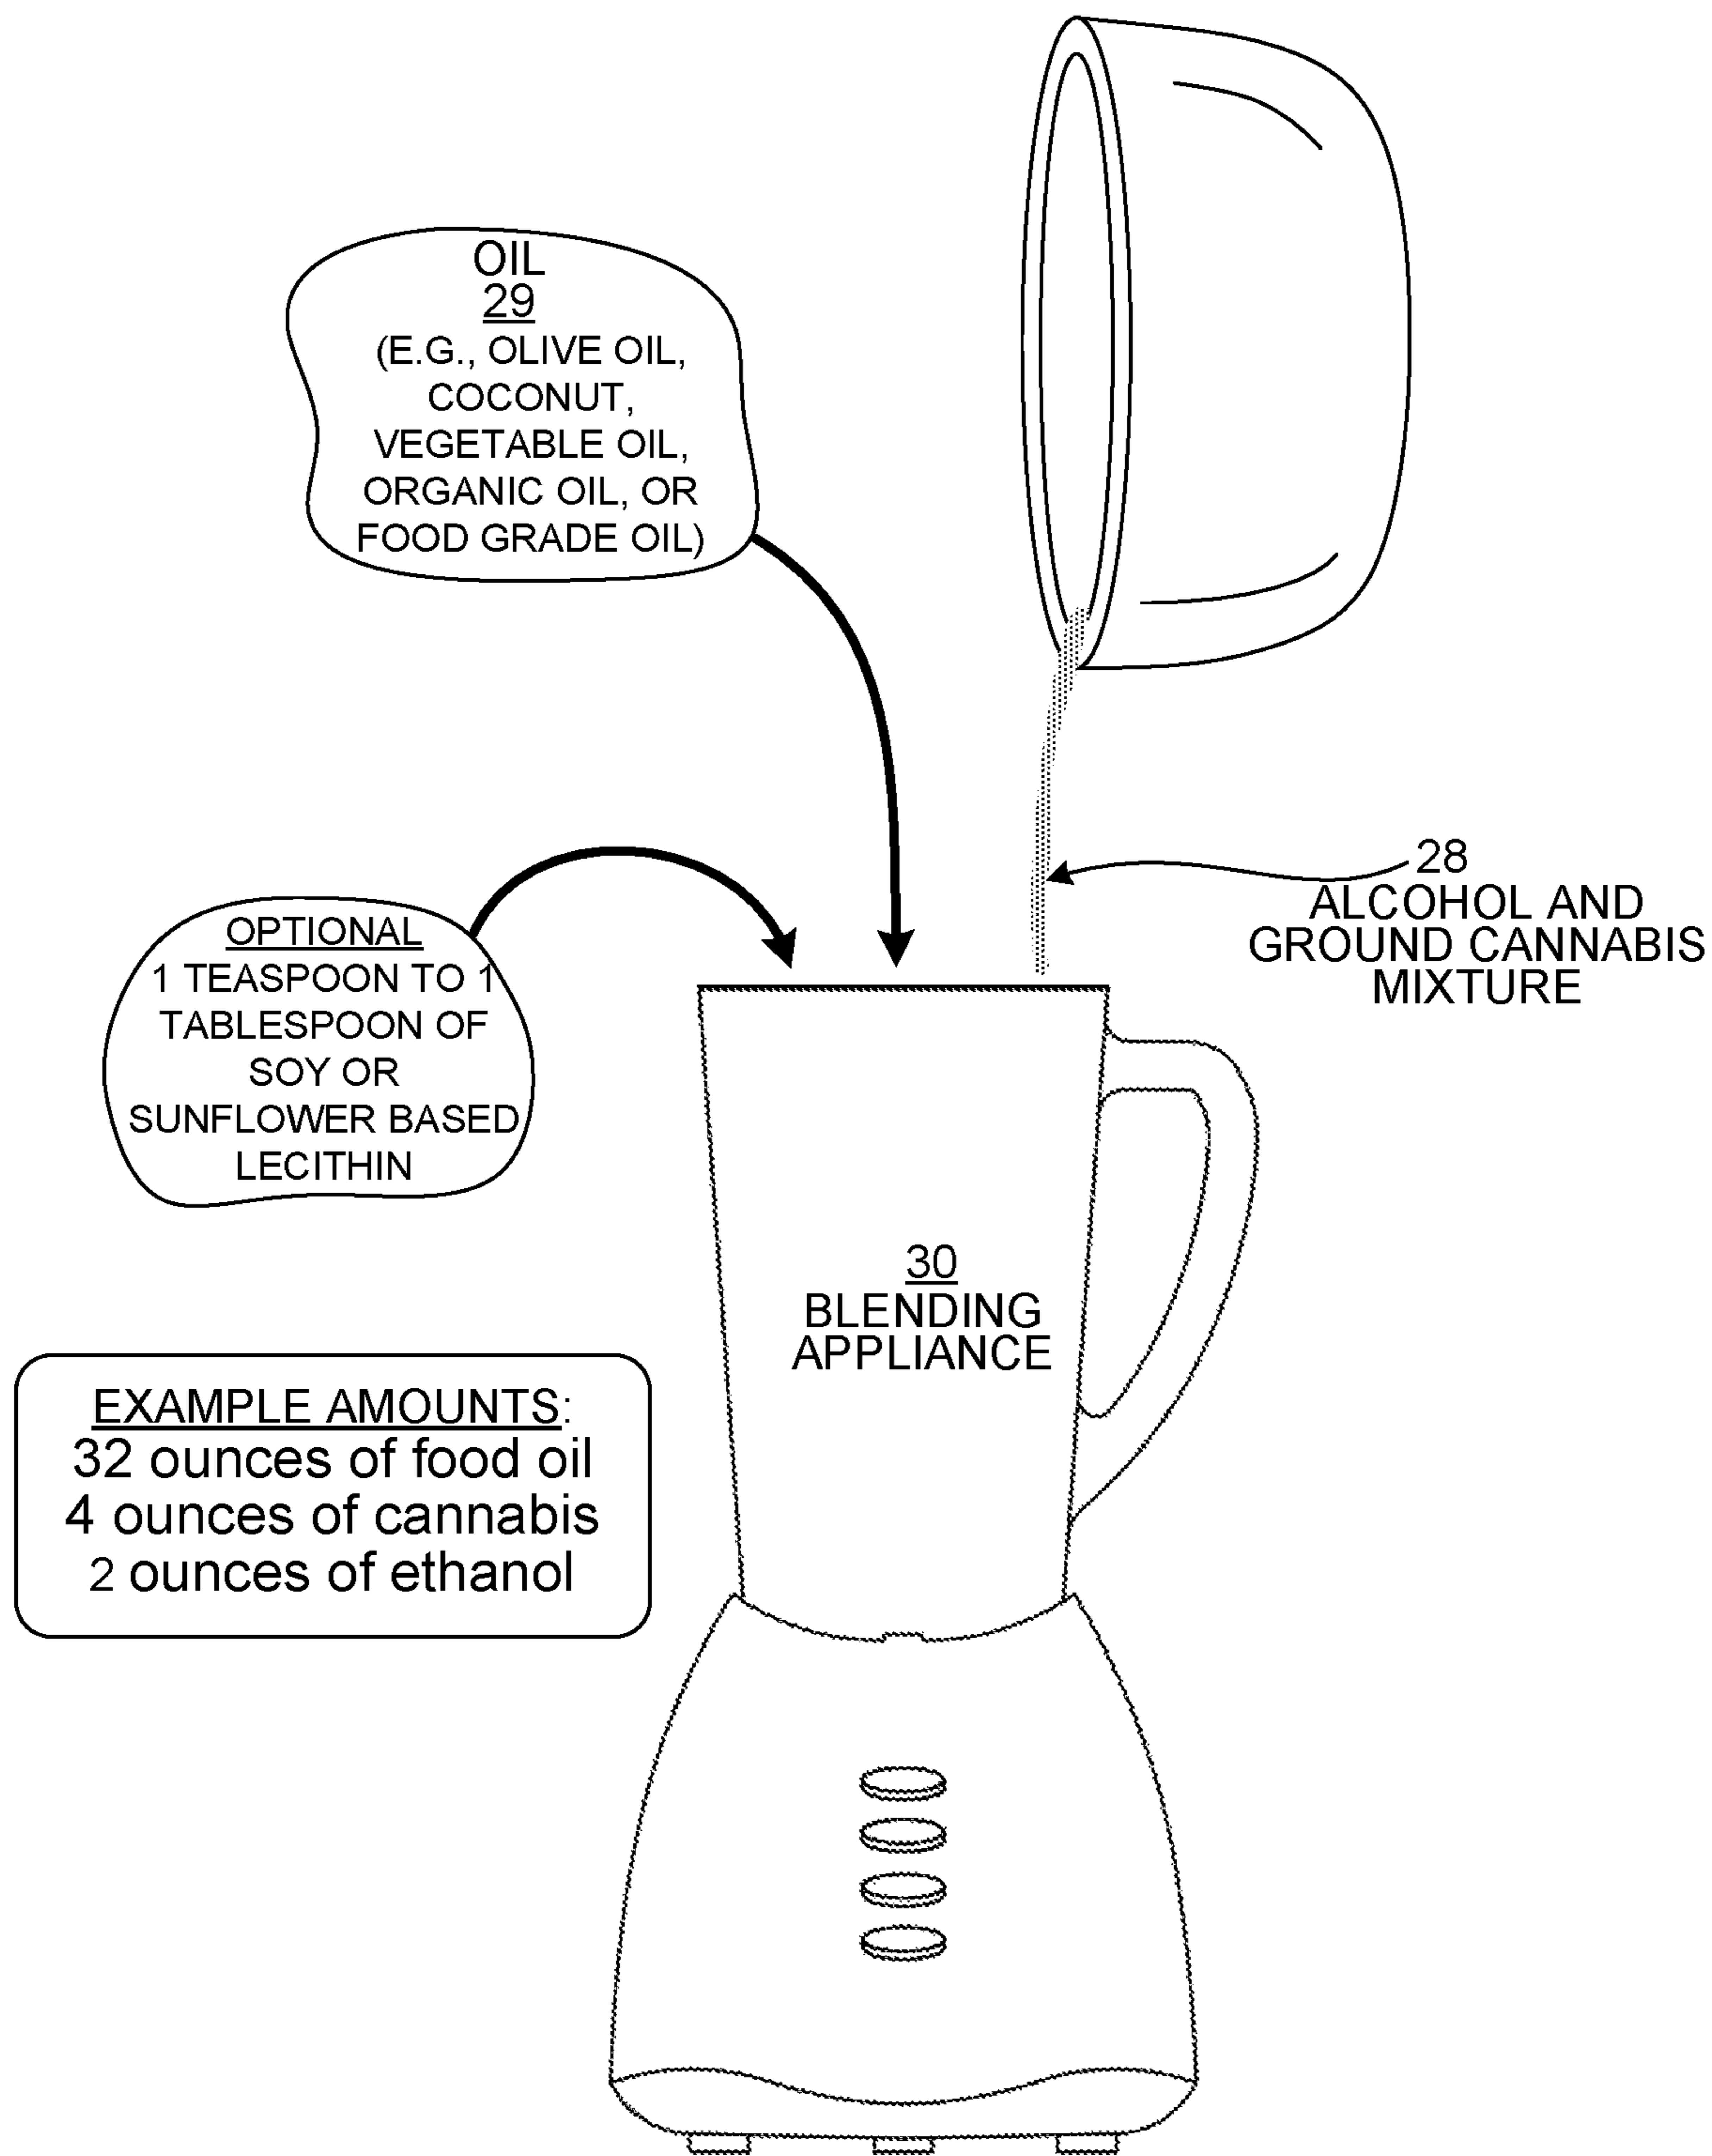 OIL
29
(E.G., OLIVE OIL,
COCONUT,
VEGETABLE OIL,
ORGANIC OIL, OR
FOOD GRADE OIL)
28
ALCOHOL AND
GROUND CANNABIS
MIXTURE
OPTIONAL
1 TEASPOON TO 1
TABLESPOON OF
SOY OR
SUNFLOWER BASED
LECITHIN
30
BLENDING
APPLIANCE
EXAMPLE AMOUNTS:
32 ounces of food oil
4 ounces of cannabis
2 ounces of ethanol